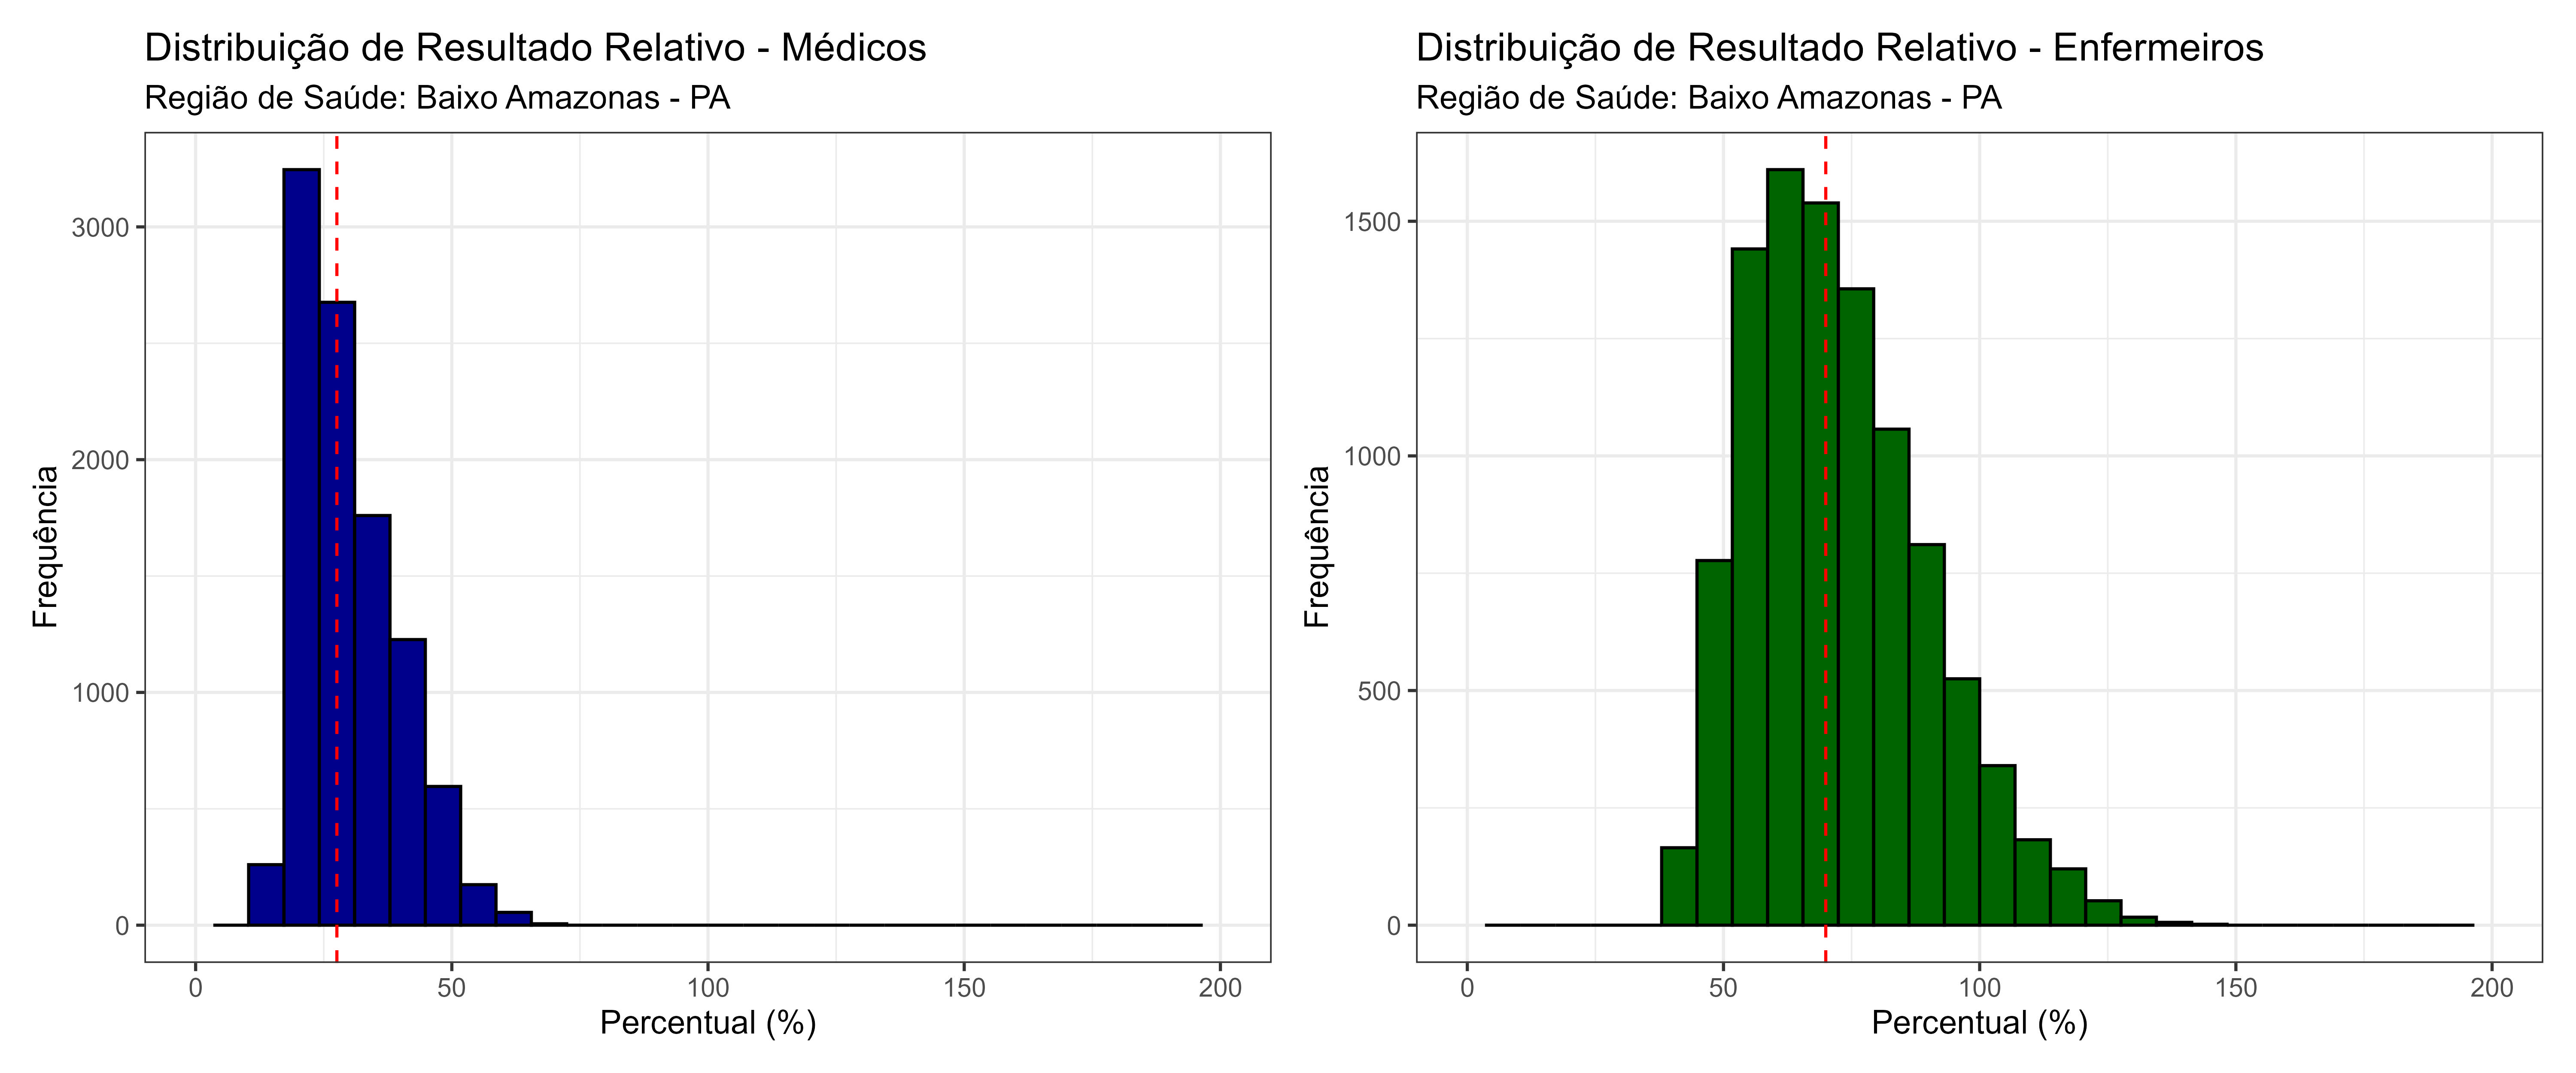 Distribuição de Resultado Relativo - Médicos
Região de Saúde: Baixo Amazonas - PA
Frequência
3000
2000
1000
0
0 50 100 150 200
Percentual (%)
Distribuição de Resultado Relativo - Enfermeiros
Região de Saúde: Baixo Amazonas - PA
Frequência
1500
1000
500
0
0 50 100 150 200
Percentual (%)